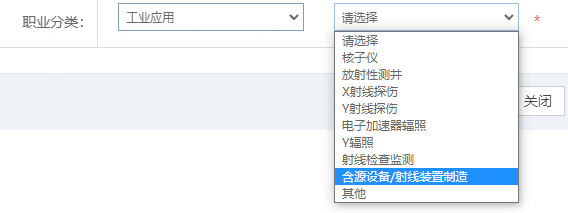 职业分类： 工业应用 请选择 *
请选择
核子仪
放射性测井
X射线探伤
Y射线探伤
电子加速器辐照
Y辐照
射线检查监测
含源设备/射线装置制造
其他
关闭